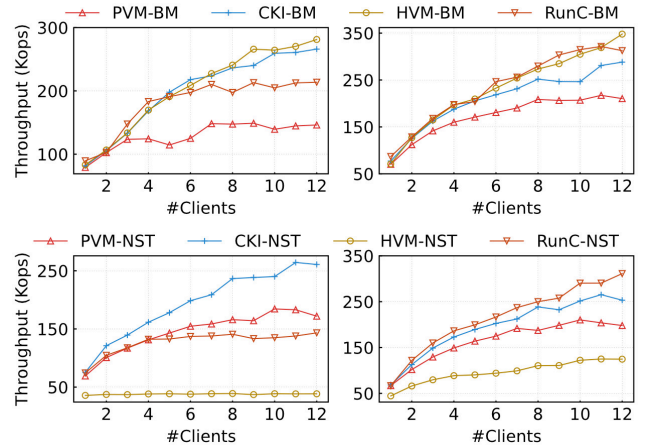 PVM-BM CKI-BM HVM-BM RunC-BM
Throughput (Kops)
300
200
100
2 4 6 8 10 12
#Clients
350
250
150
50
2 4 6 8 10 12
#Clients
PVM-NST CKI-NST HVM-NST RunC-NST
Throughput (Kops)
250
150
50
2 4 6 8 10 12
#Clients
350
250
150
50
2 4 6 8 10 12
#Clients